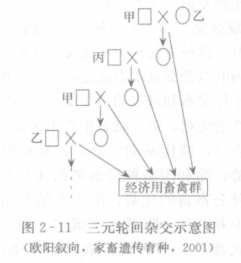 甲□×○乙
丙□×○
甲□×○
乙□×○
经济用畜禽群
图2-11 三元轮回杂交示意图
(欧阳叙向,家畜遗传育种,2001)